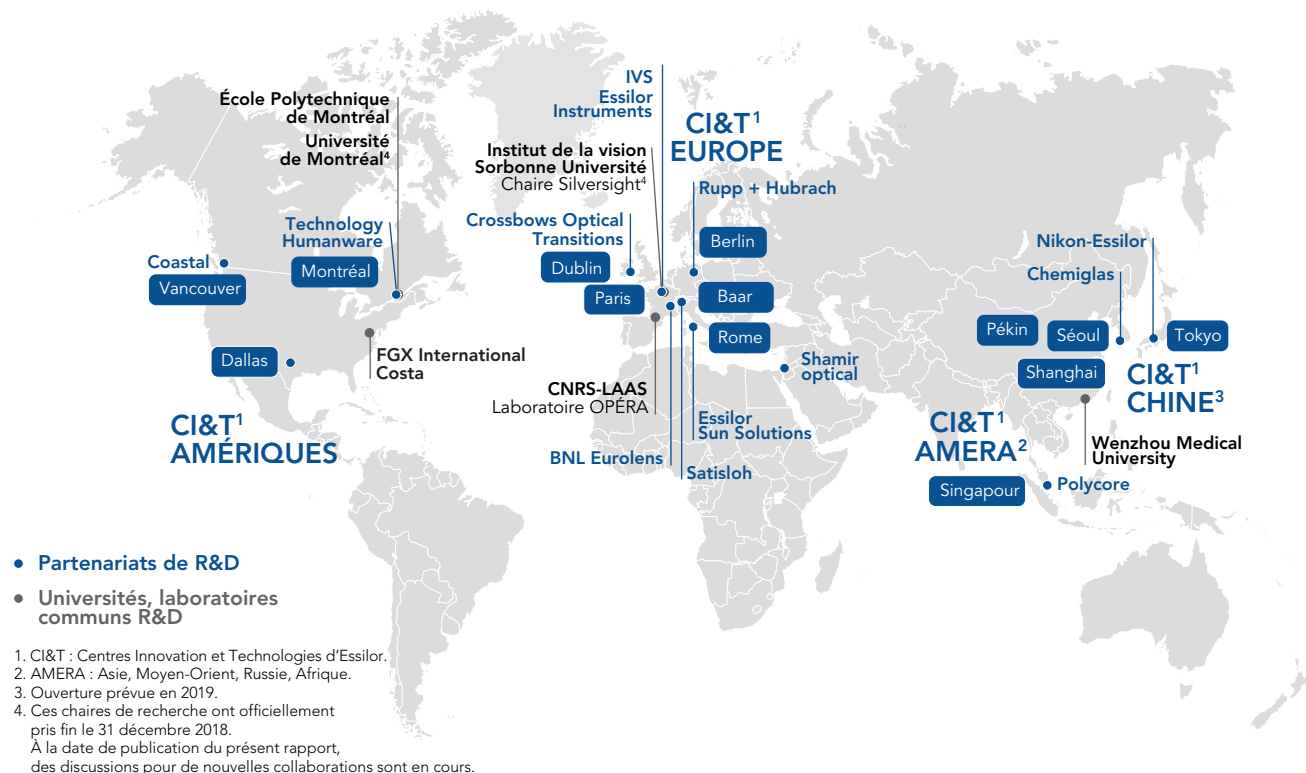 École Polytechnique
de Montréal
Université
de Montréal⁴
Technology
Humanware
Montréal
Coastal
Vancouver
Dallas
FGX International
Costa
CI&T¹
AMÉRIQUES
IVS
Essilor
Instruments
CI&T¹
EUROPE
Institut de la vision
Sorbonne Université
Chaire Silversight⁴
Rupp + Hubrach
Crossbows Optical
Transitions
Berlin
Dublin
Paris
Baar
Rome
CNRS-LAAS
Laboratoire OPÉRA
Shamir
optical
Essilor
Sun Solutions
BNL Eurolens
Satisloh
Nikon-Essilor
Chemiglas
Pékin
Séoul
Tokyo
Shanghai
CI&T¹
CHINE³
CI&T¹
AMERA²
Wenzhou Medical
University
Singapour
Polycore
• Partenariats de R&D
• Universités, laboratoires
communs R&D
1. CI&T : Centres Innovation et Technologies d’Essilor.
2. AMERA : Asie, Moyen-Orient, Russie, Afrique.
3. Ouverture prévue en 2019.
4. Ces chaires de recherche ont officiellement
pris fin le 31 décembre 2018.
À la date de publication du présent rapport,
des discussions pour de nouvelles collaborations sont en cours.